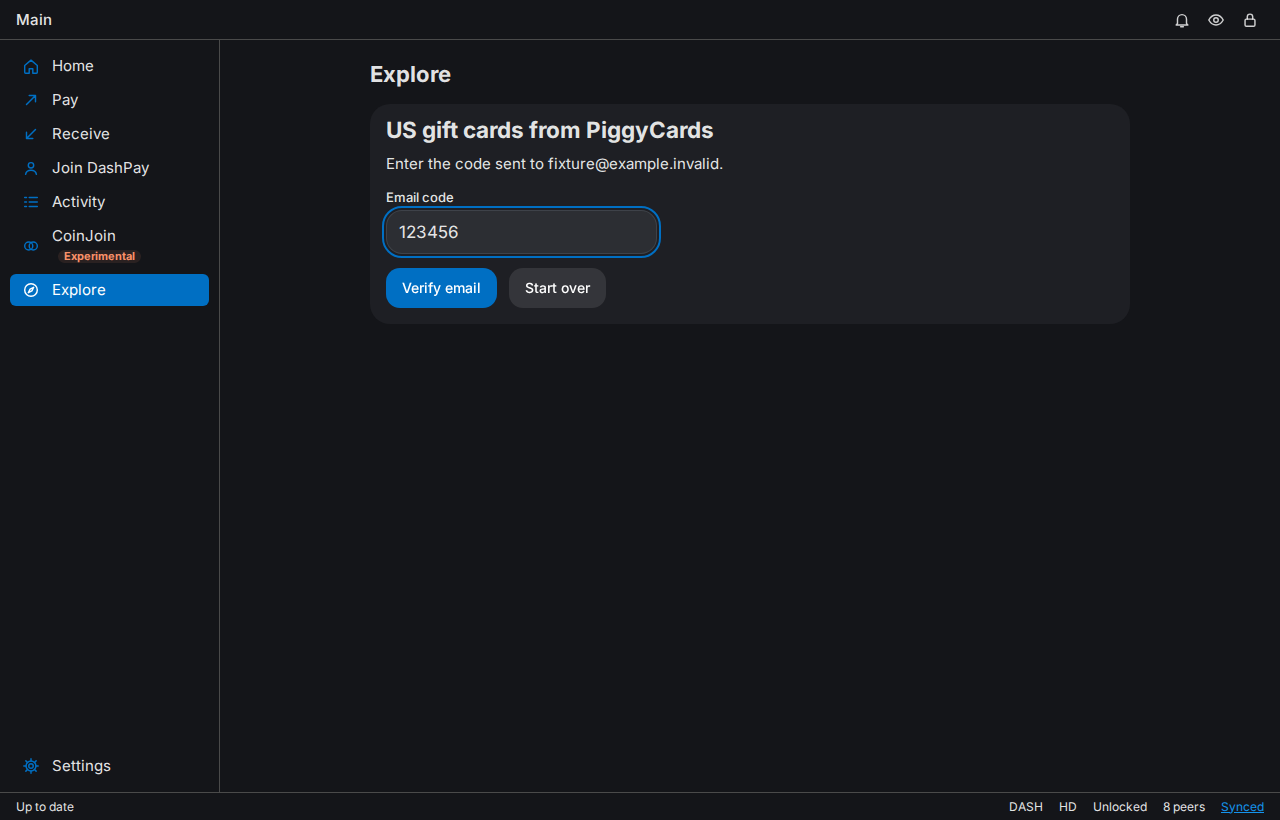 Main
Home
Pay
Receive
Join DashPay
Activity
CoinJoin
Experimental
Explore
Settings
Explore
US gift cards from PiggyCards
Enter the code sent to fixture@example.invalid.
Email code
123456
Verify email
Start over
Up to date
DASH
HD
Unlocked
8 peers
Synced